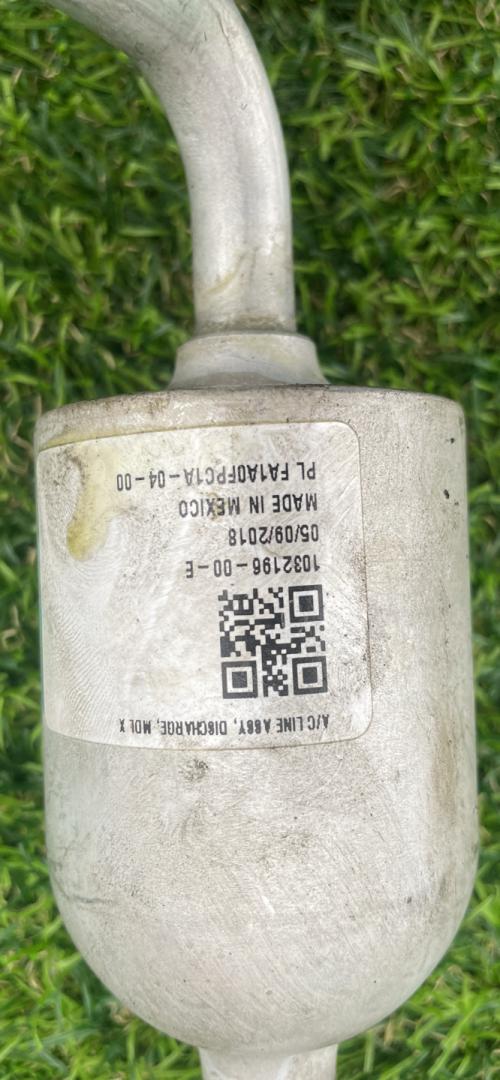 A/C LINE ASSY, DISCHARGE, MDL X
1032196-00-E
05/09/2018
MADE IN MEXICO
PL FA1A0FPC1A-04-00